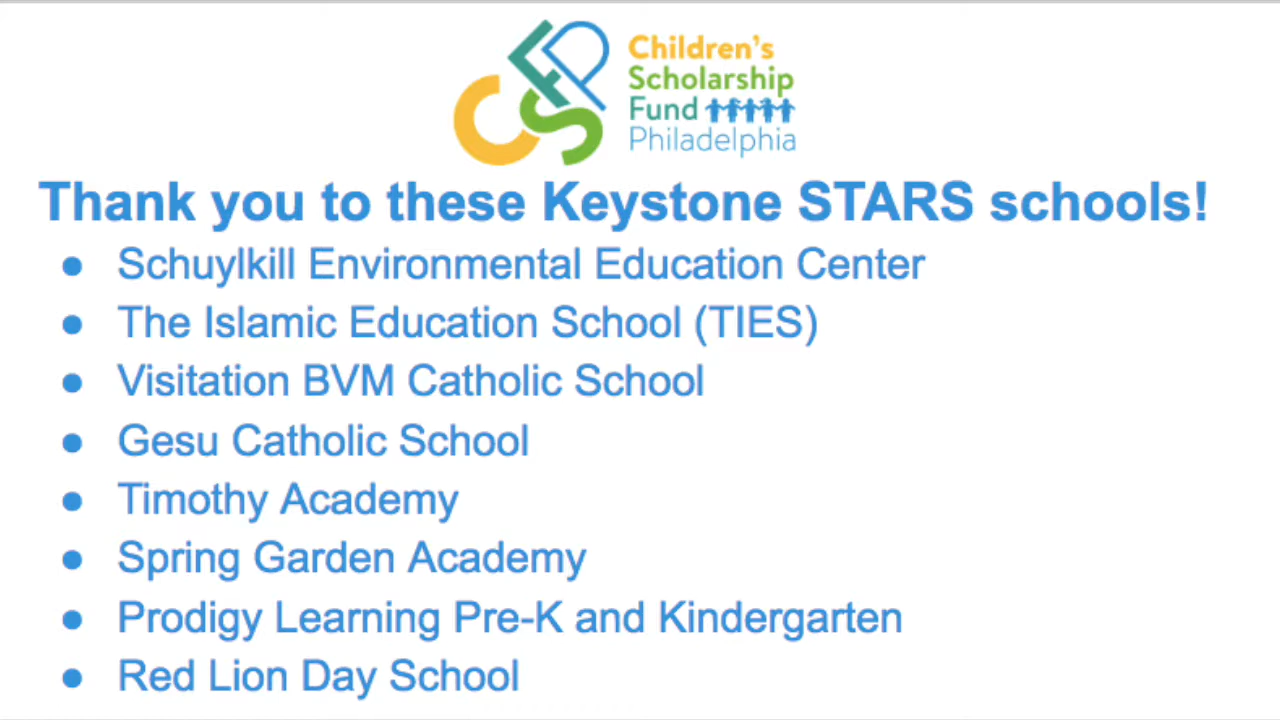 CSFP
Children's
Scholarship
Fund
Philadelphia
Thank you to these Keystone STARS schools!
● Schuylkill Environmental Education Center
● The Islamic Education School (TIES)
● Visitation BVM Catholic School
● Gesu Catholic School
● Timothy Academy
● Spring Garden Academy
● Prodigy Learning Pre-K and Kindergarten
● Red Lion Day School